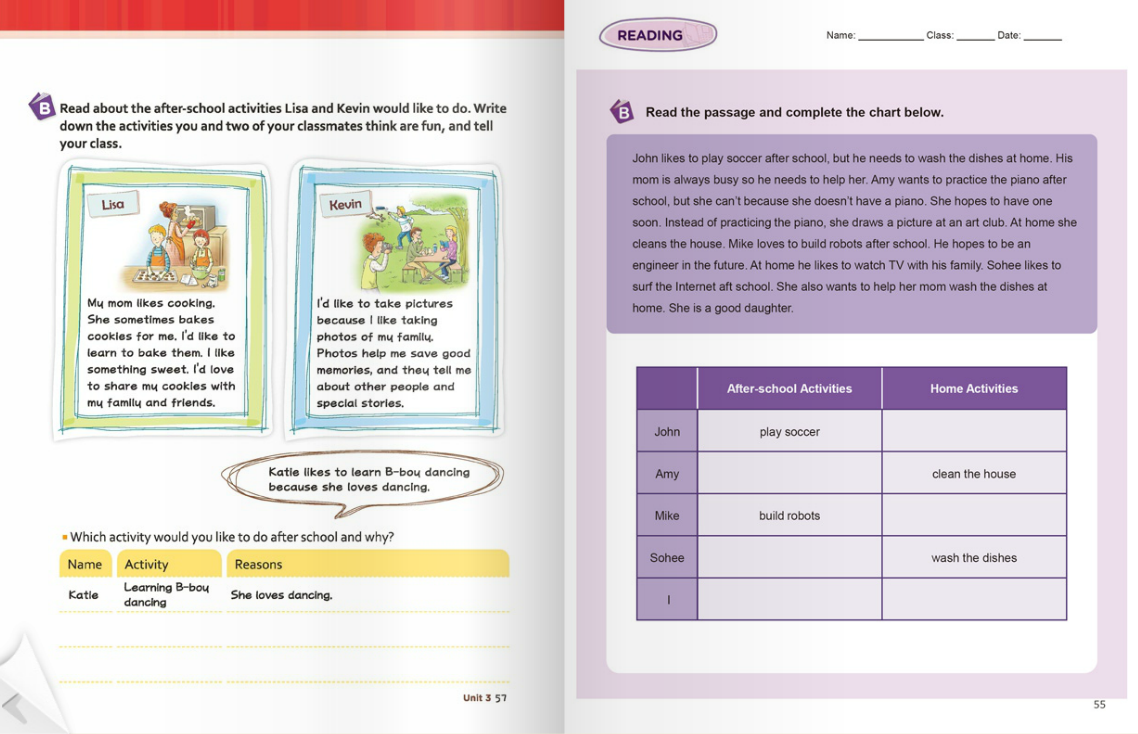 B Read about the after-school activities Lisa and Kevin would like to do. Write
down the activities you and two of your classmates think are fun, and tell
your class.
Lisa
My mom likes cooking.
She sometimes bakes
cookies for me. I'd like to
learn to bake them. I like
something sweet. I'd love
to share my cookies with
my family and friends.
Kevin
I'd like to take pictures
because I like taking
photos of my family.
Photos help me save good
memories, and they tell me
about other people and
special stories.
Katie likes to learn B-boy dancing
because she loves dancing.
Which activity would you like to do after school and why?
Name Activity Reasons
Katie Learning B-boy dancing She loves dancing.
Unit 3 57
READING
Name: ____________ Class: _______ Date: _______
B Read the passage and complete the chart below.
John likes to play soccer after school, but he needs to wash the dishes at home. His
mom is always busy so he needs to help her. Amy wants to practice the piano after
school, but she can't because she doesn't have a piano. She hopes to have one
soon. Instead of practicing the piano, she draws a picture at an art club. At home she
cleans the house. Mike loves to build robots after school. He hopes to be an
engineer in the future. At home he likes to watch TV with his family. Sohee likes to
surf the Internet aft school. She also wants to help her mom wash the dishes at
home. She is a good daughter.
After-school Activities Home Activities
John play soccer
Amy clean the house
Mike build robots
Sohee wash the dishes
I
55